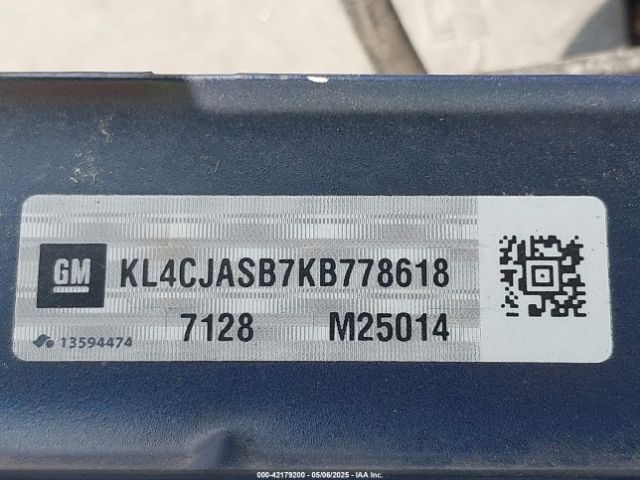 GM
KL4CJASB7KB778618
7128 M25014
13594474
000-42179200 - 05/06/2025 - IAA Inc.